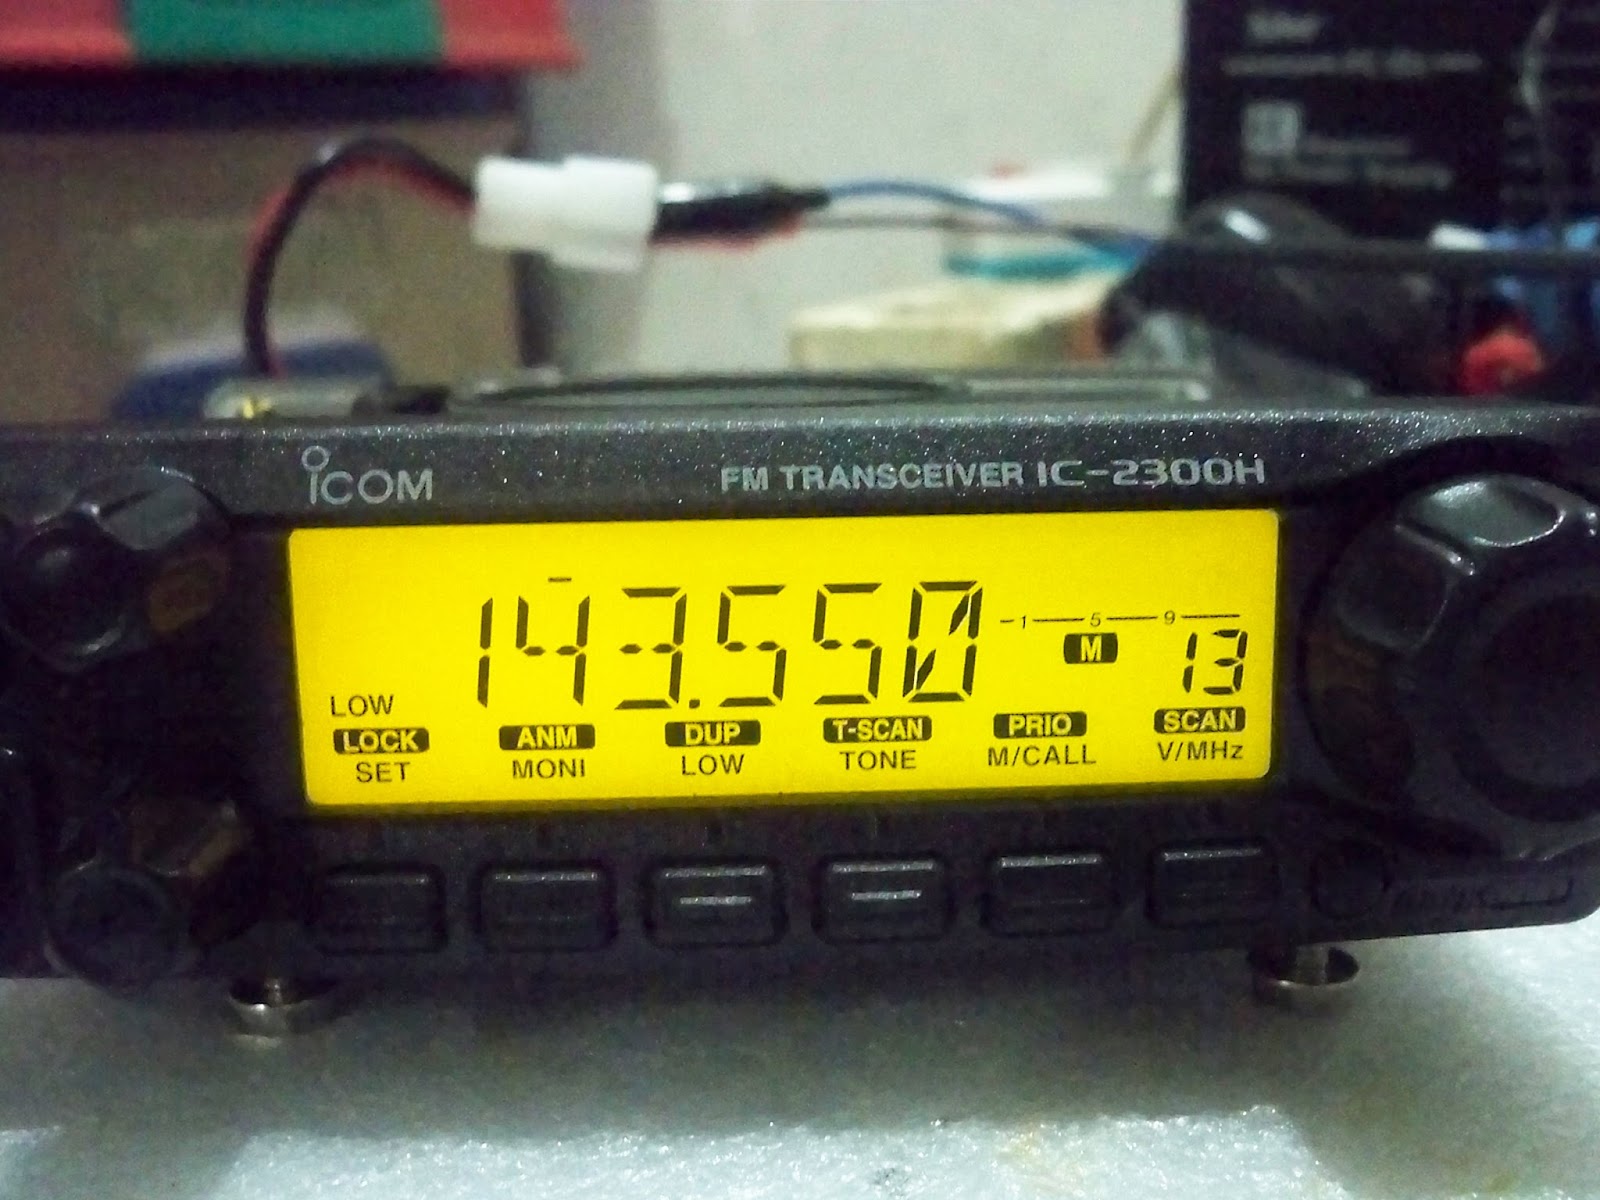 iCOM
FM TRANSCEIVER IC-2300H
143.550
1 5 9
M
13
LOW
LOCK ANM DUP T-SCAN PRIO SCAN
SET MONI LOW TONE M/CALL V/MHz